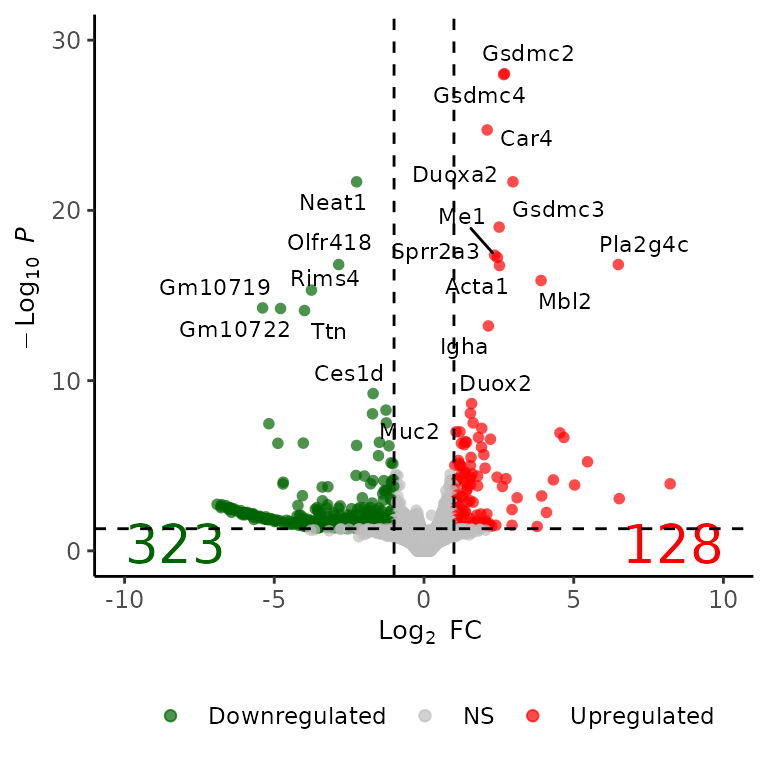 30
20
10
0
−Log10 P
Gsdmc2
Gsdmc4
Car4
Duoxa2
Neat1
Gsdmc3
Me1
Olfr418
Sprr2a3
Pla2g4c
Rims4
Gm10719
Acta1
Mbl2
Gm10722
Ttn
Igha
Ces1d
Duox2
Muc2
323
128
-10 -5 0 5 10
Log2 FC
Downregulated NS Upregulated